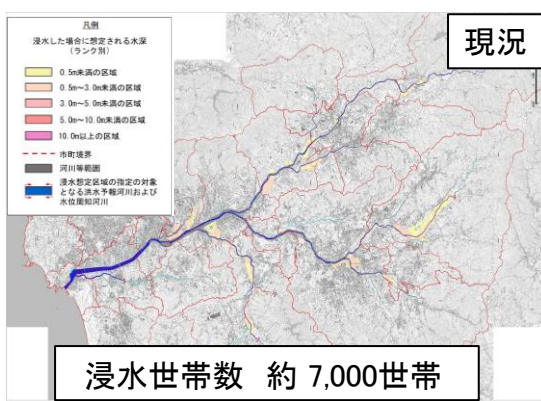 現況
凡例
浸水した場合に想定される水深
（ランク別）
0.5m未満の区域
0.5m～3.0m未満の区域
3.0m～5.0m未満の区域
5.0m～10.0m未満の区域
10.0m以上の区域
市町境界
河川等範囲
浸水想定区域の指定の対象
となる洪水予報河川および
水位周知河川
浸水世帯数 約 7,000世帯